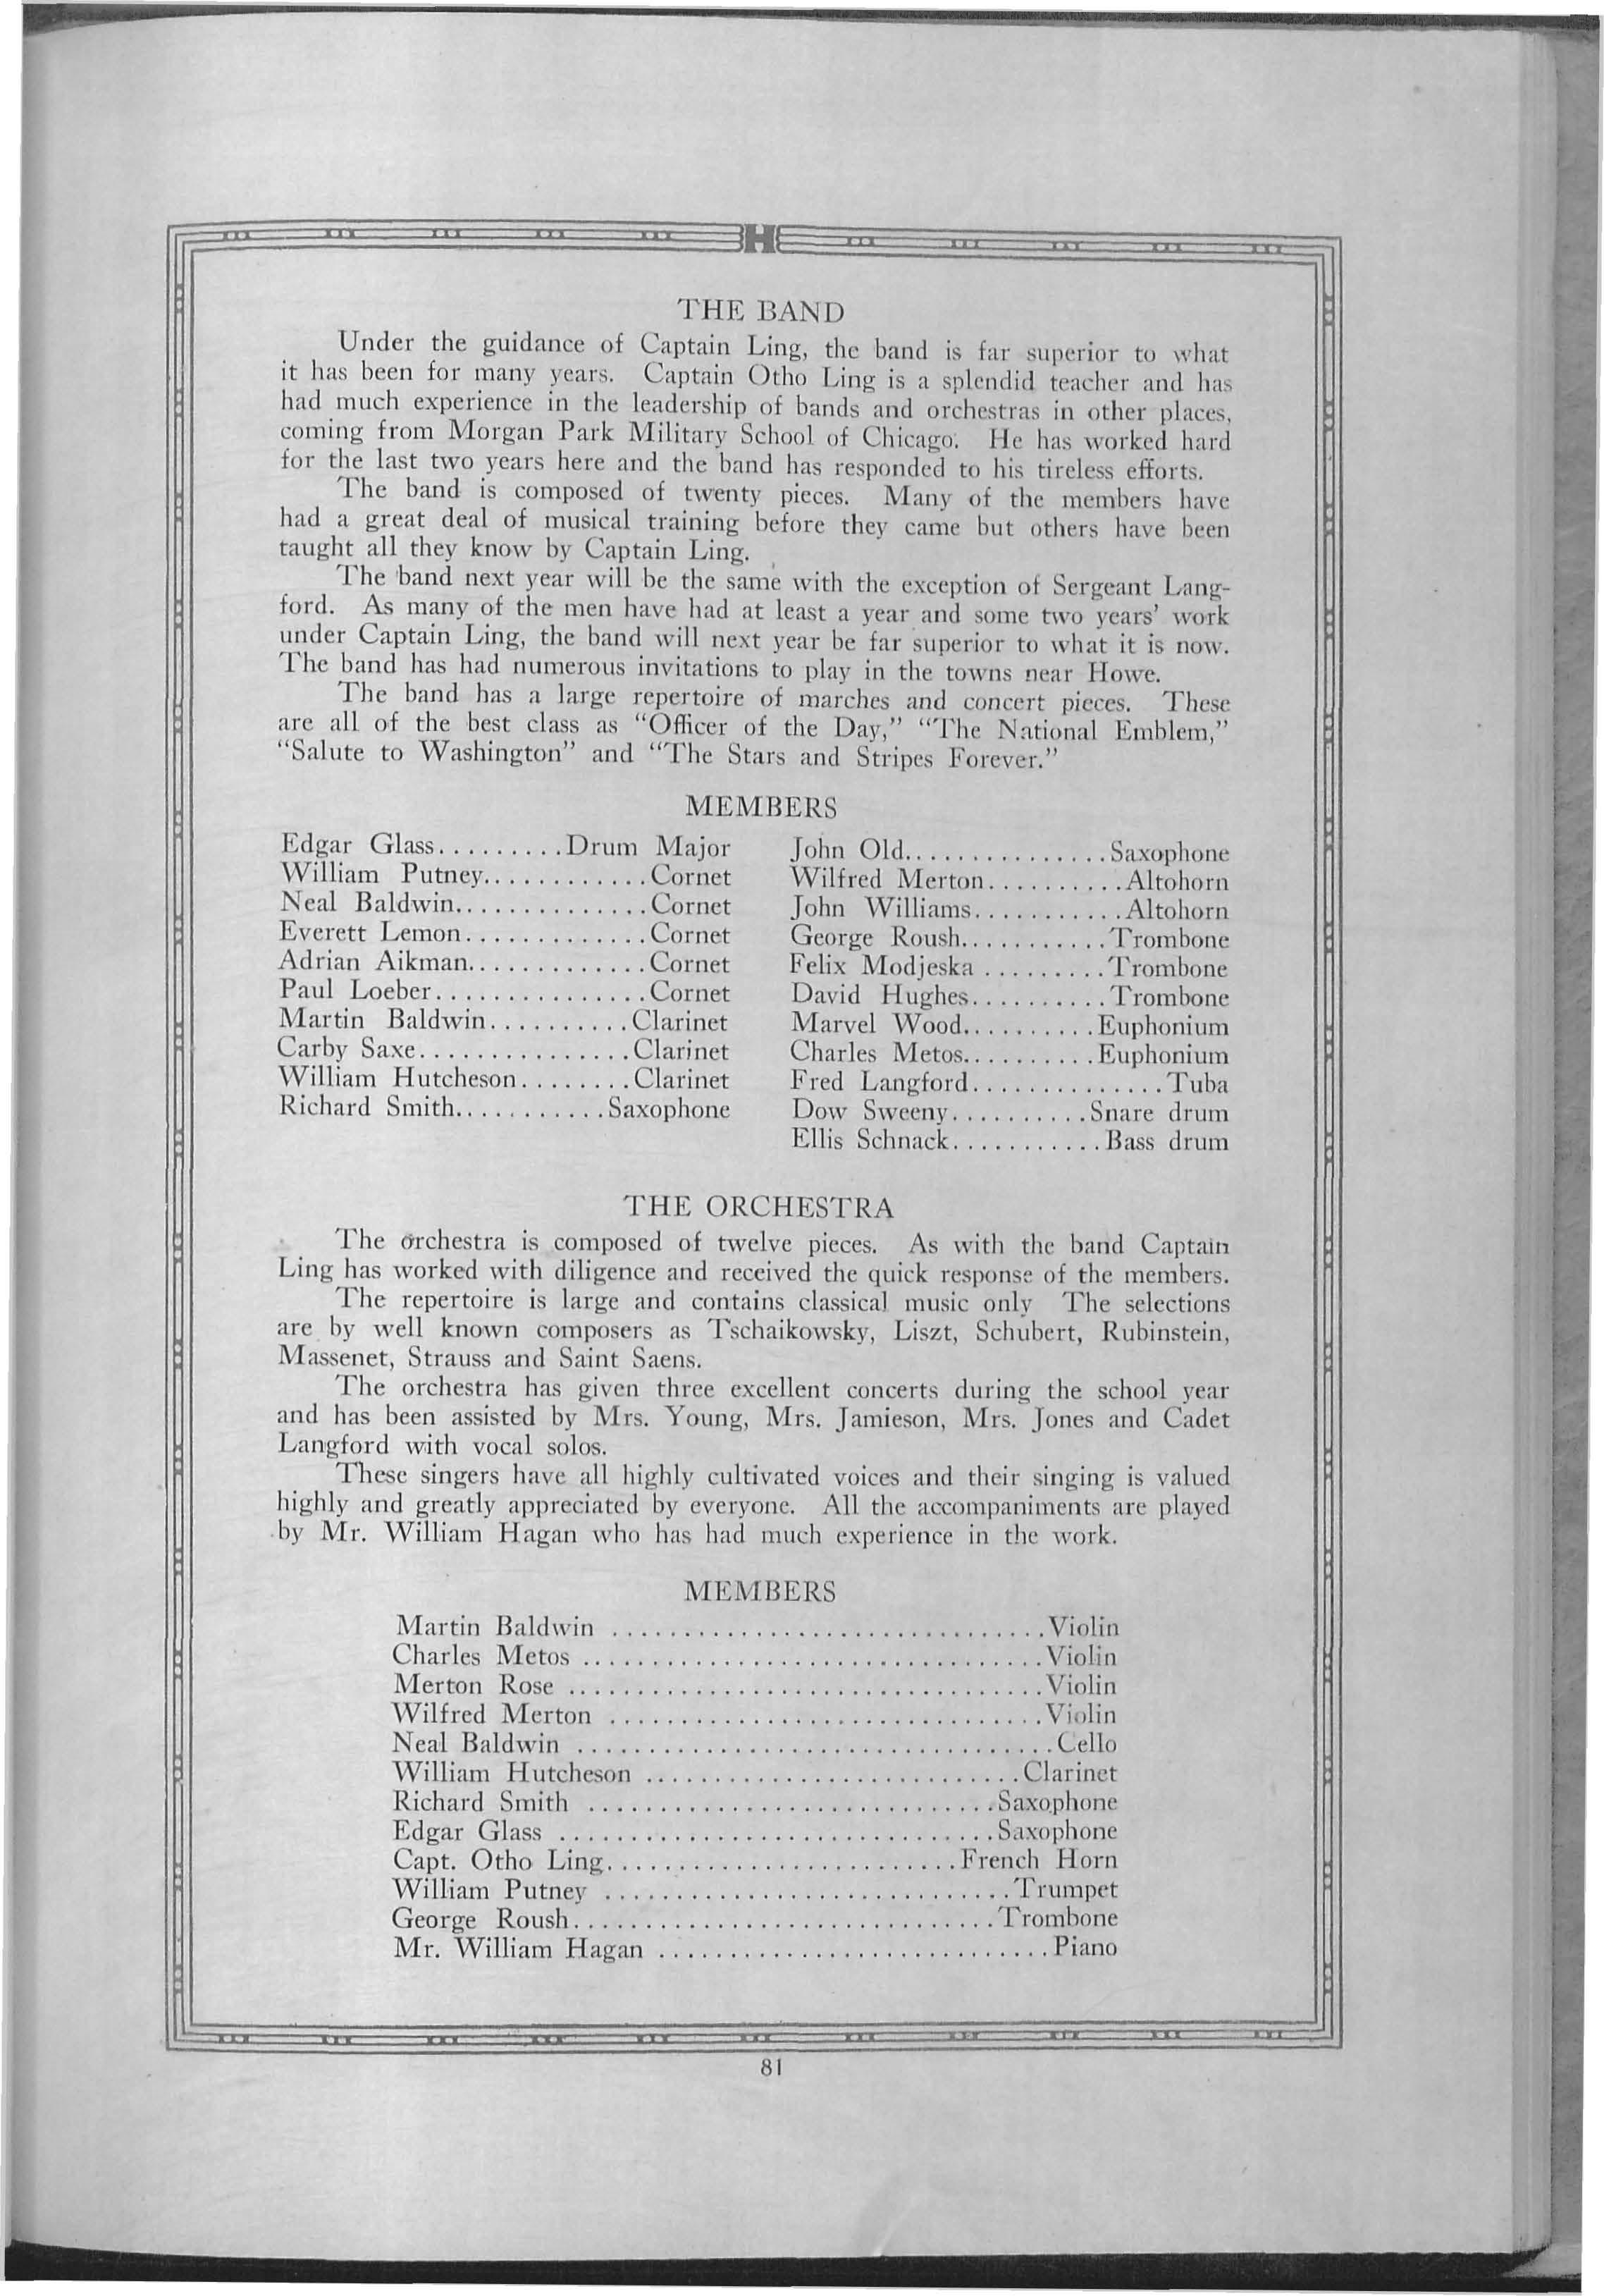 H
THE BAND
Under the guidance of Captain Ling, the band is far superior to what
it has been for many years. Captain Otho Ling is a splendid teacher and has
had much experience in the leadership of bands and orchestras in other places,
coming from Morgan Park Military School of Chicago. He has worked hard
for the last two years here and the band has responded to his tireless efforts.
The band is composed of twenty pieces. Many of the members have
had a great deal of musical training before they came but others have been
taught all they know by Captain Ling.
The band next year will be the same with the exception of Sergeant Lang-
ford. As many of the men have had at least a year and some two years' work
under Captain Ling, the band will next year be far superior to what it is now.
The band has had numerous invitations to play in the towns near Howe.
The band has a large repertoire of marches and concert pieces. These
are all of the best class as "Officer of the Day," "The National Emblem,"
"Salute to Washington" and "The Stars and Stripes Forever."
MEMBERS
Edgar Glass.........Drum Major
William Putney............Cornet
Neal Baldwin..............Cornet
Everett Lemon.............Cornet
Adrian Aikman.............Cornet
Paul Loeber...............Cornet
Martin Baldwin..........Clarinet
Carby Saxe...............Clarinet
William Hutcheson........Clarinet
Richard Smith...........Saxophone
John Old..............Saxophone
Wilfred Merton..........Altohorn
John Williams...........Altohorn
George Roush..........Trombone
Felix Modjeska .........Trombone
David Hughes..........Trombone
Marvel Wood..........Euphonium
Charles Metos..........Euphonium
Fred Langford..............Tuba
Dow Sweeny..........Snare drum
Ellis Schnack...........Bass drum
THE ORCHESTRA
The orchestra is composed of twelve pieces. As with the band Captain
Ling has worked with diligence and received the quick response of the members.
The repertoire is large and contains classical music only The selections
are by well known composers as Tschaikowsky, Liszt, Schubert, Rubinstein,
Massenet, Strauss and Saint Saens.
The orchestra has given three excellent concerts during the school year
and has been assisted by Mrs. Young, Mrs. Jamieson, Mrs. Jones and Cadet
Langford with vocal solos.
These singers have all highly cultivated voices and their singing is valued
highly and greatly appreciated by everyone. All the accompaniments are played
by Mr. William Hagan who has had much experience in the work.
MEMBERS
Martin Baldwin ..............................Violin
Charles Metos ................................Violin
Merton Rose .................................Violin
Wilfred Merton ..............................Violin
Neal Baldwin .................................Cello
William Hutcheson ..........................Clarinet
Richard Smith ............................Saxophone
Edgar Glass ..............................Saxophone
Capt. Otho Ling.........................French Horn
William Putney ............................Trumpet
George Roush.............................Trombone
Mr. William Hagan ...........................Piano
81